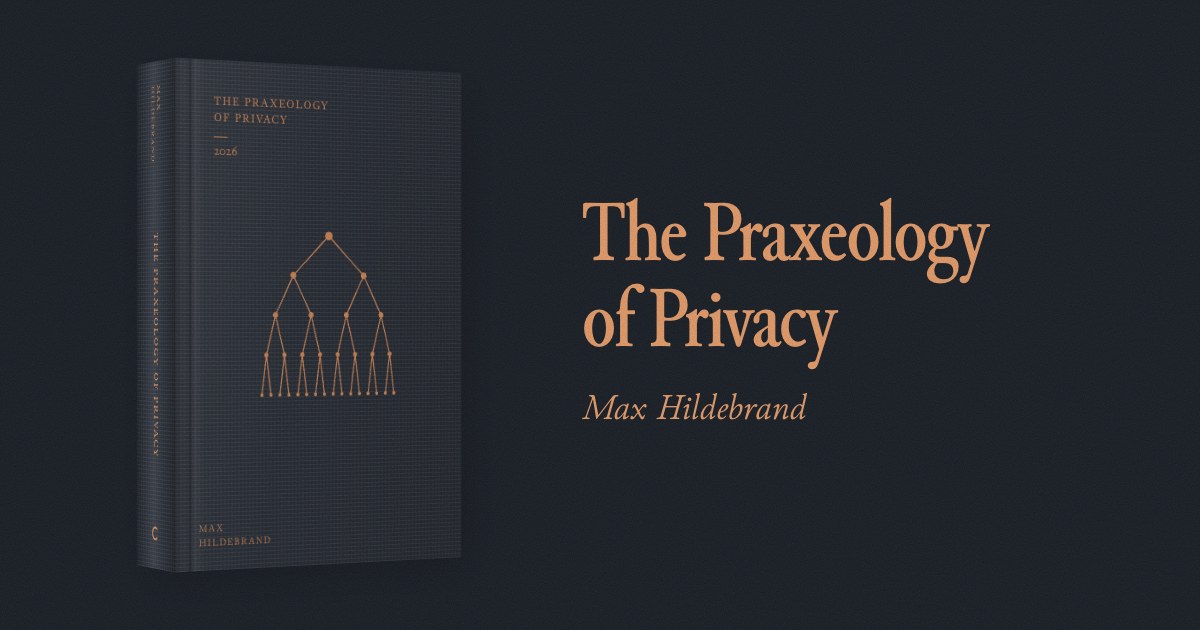 MAX
HILDEBRAND
THE PRAXEOLOGY OF PRIVACY
C
THE PRAXEOLOGY
OF PRIVACY
2026
MAX
HILDEBRAND
The Praxeology
of Privacy
Max Hildebrand